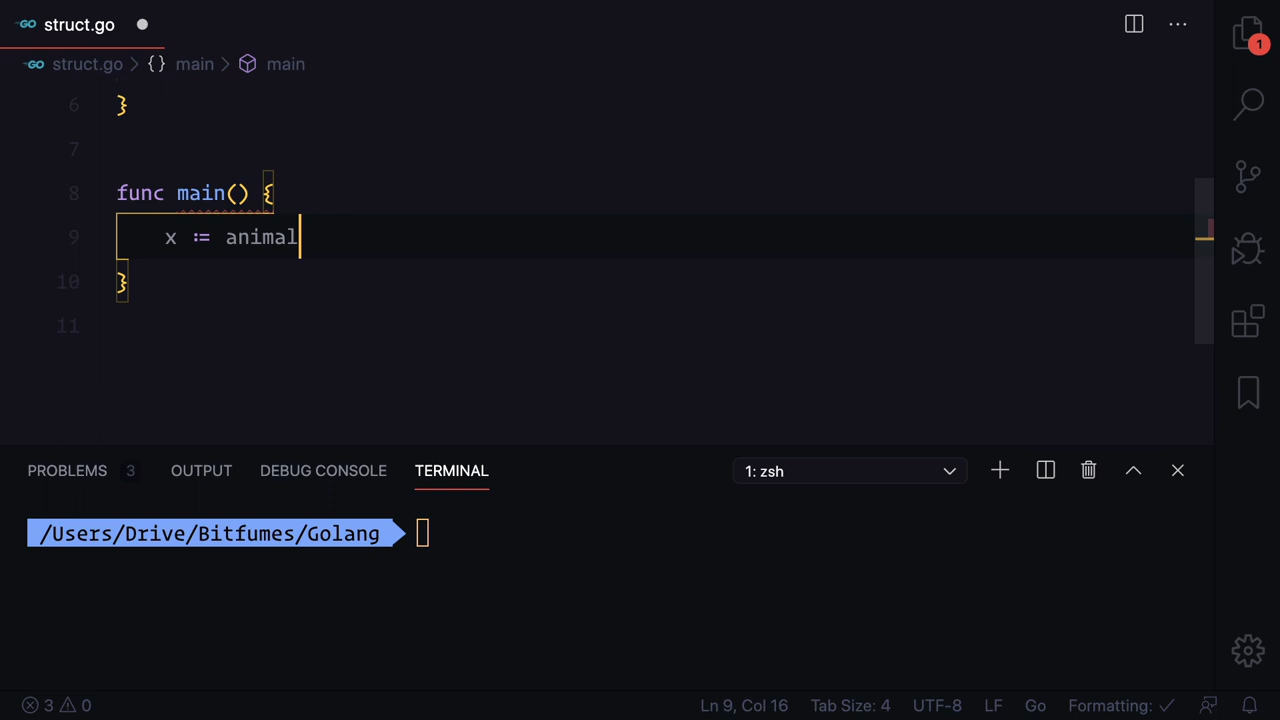 GO struct.go
1
GO struct.go > {} main > main
6 }
7
8 func main() {
9 x := animal
10 }
11
PROBLEMS 3 OUTPUT DEBUG CONSOLE TERMINAL 1: zsh
/Users/Drive/Bitfumes/Golang
3 0 Ln 9, Col 16 Tab Size: 4 UTF-8 LF Go Formatting: ✓